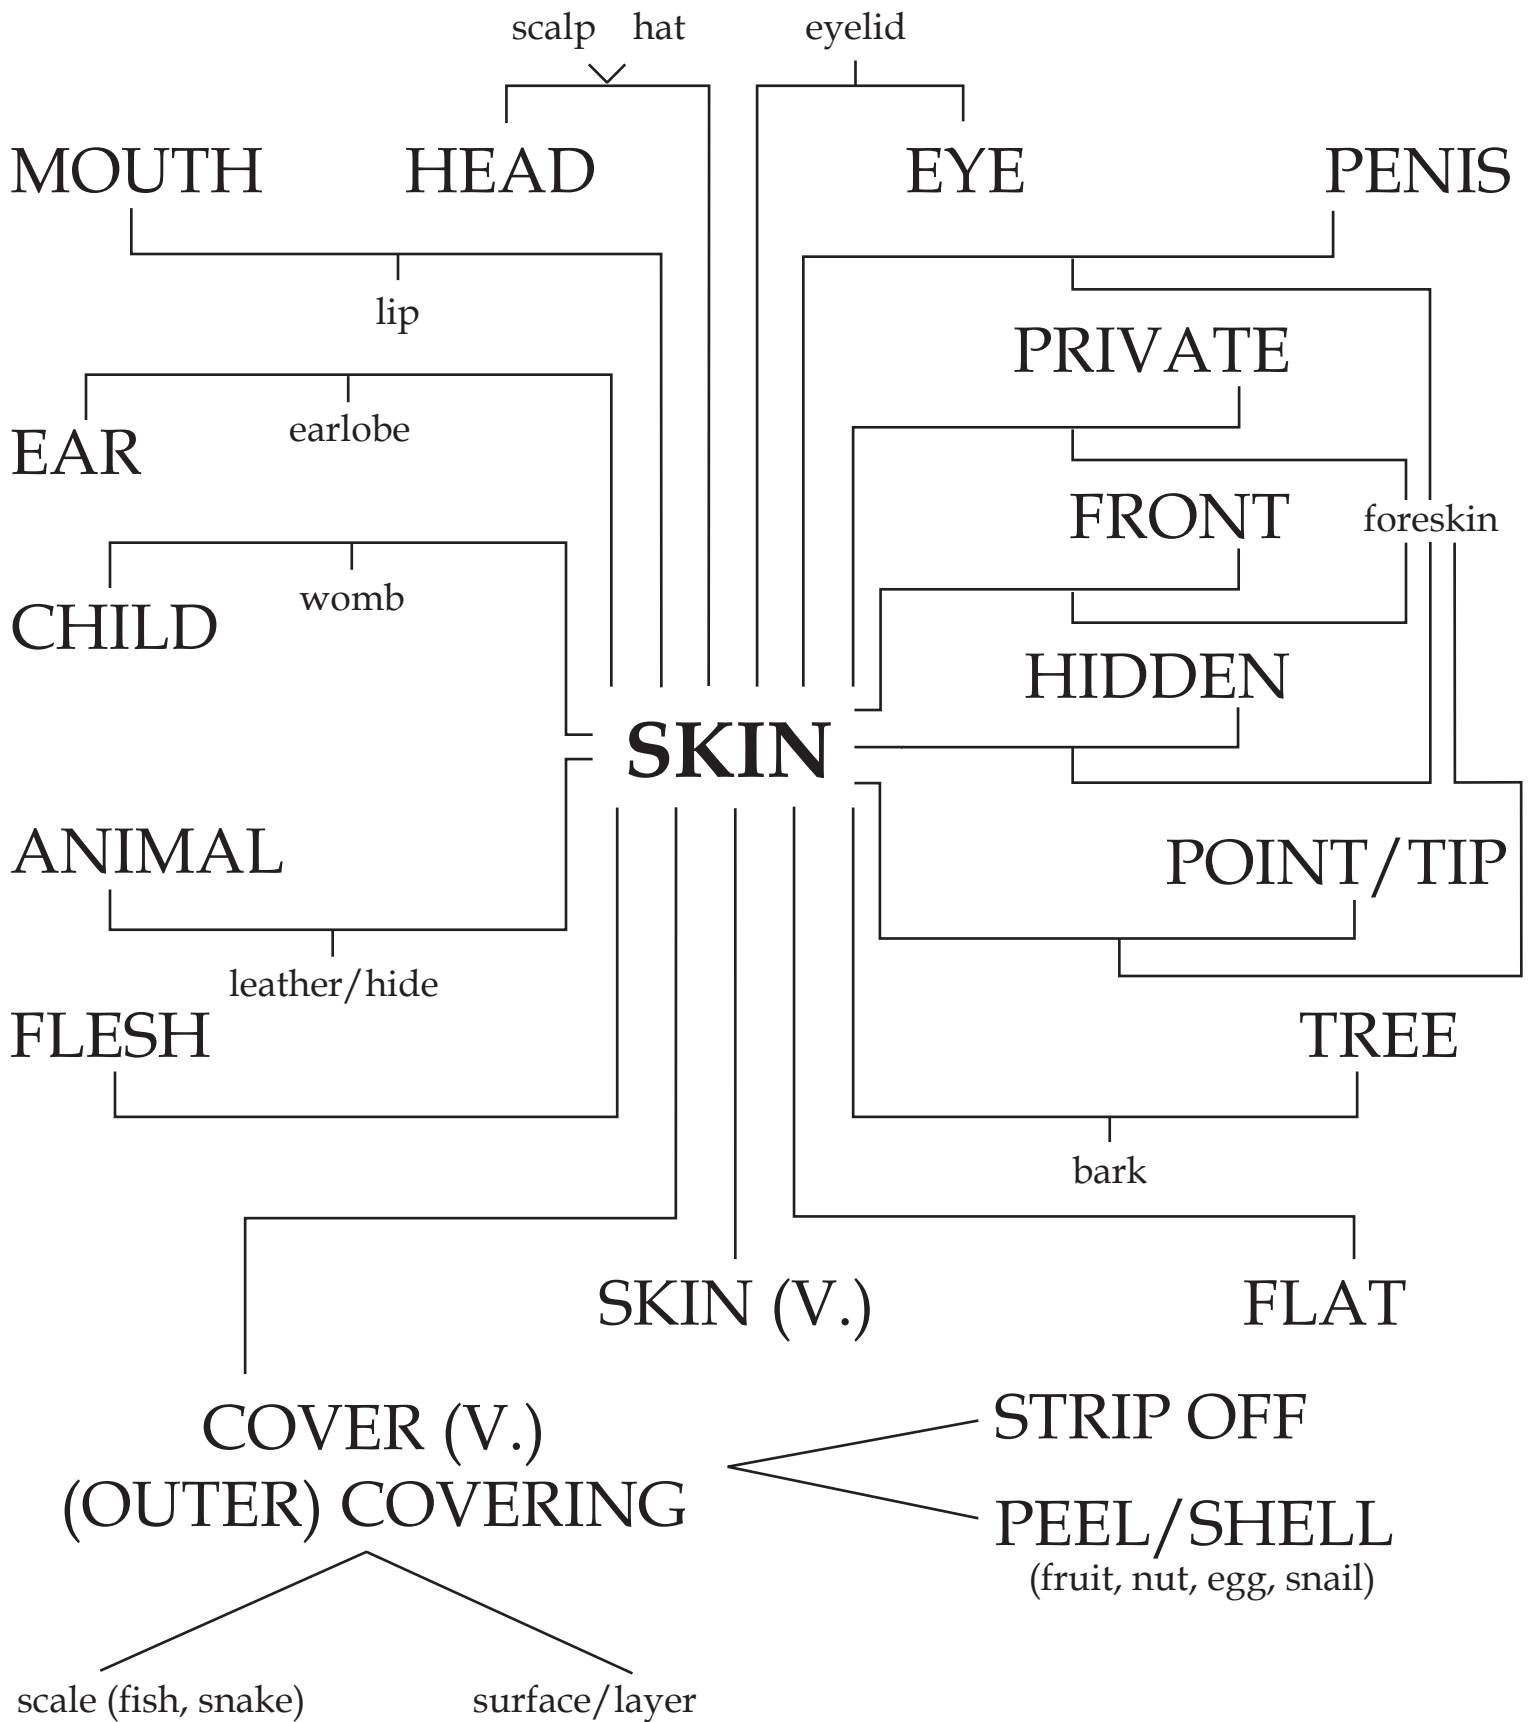 scalp hat eyelid
MOUTH HEAD EYE PENIS
lip
PRIVATE
earlobe
EAR
FRONT
foreskin
womb
CHILD
HIDDEN
SKIN
ANIMAL
POINT/TIP
leather/hide
FLESH
TREE
bark
SKIN (V.)
FLAT
COVER (V.)
(OUTER) COVERING
STRIP OFF
PEEL/SHELL
(fruit, nut, egg, snail)
scale (fish, snake)
surface/layer